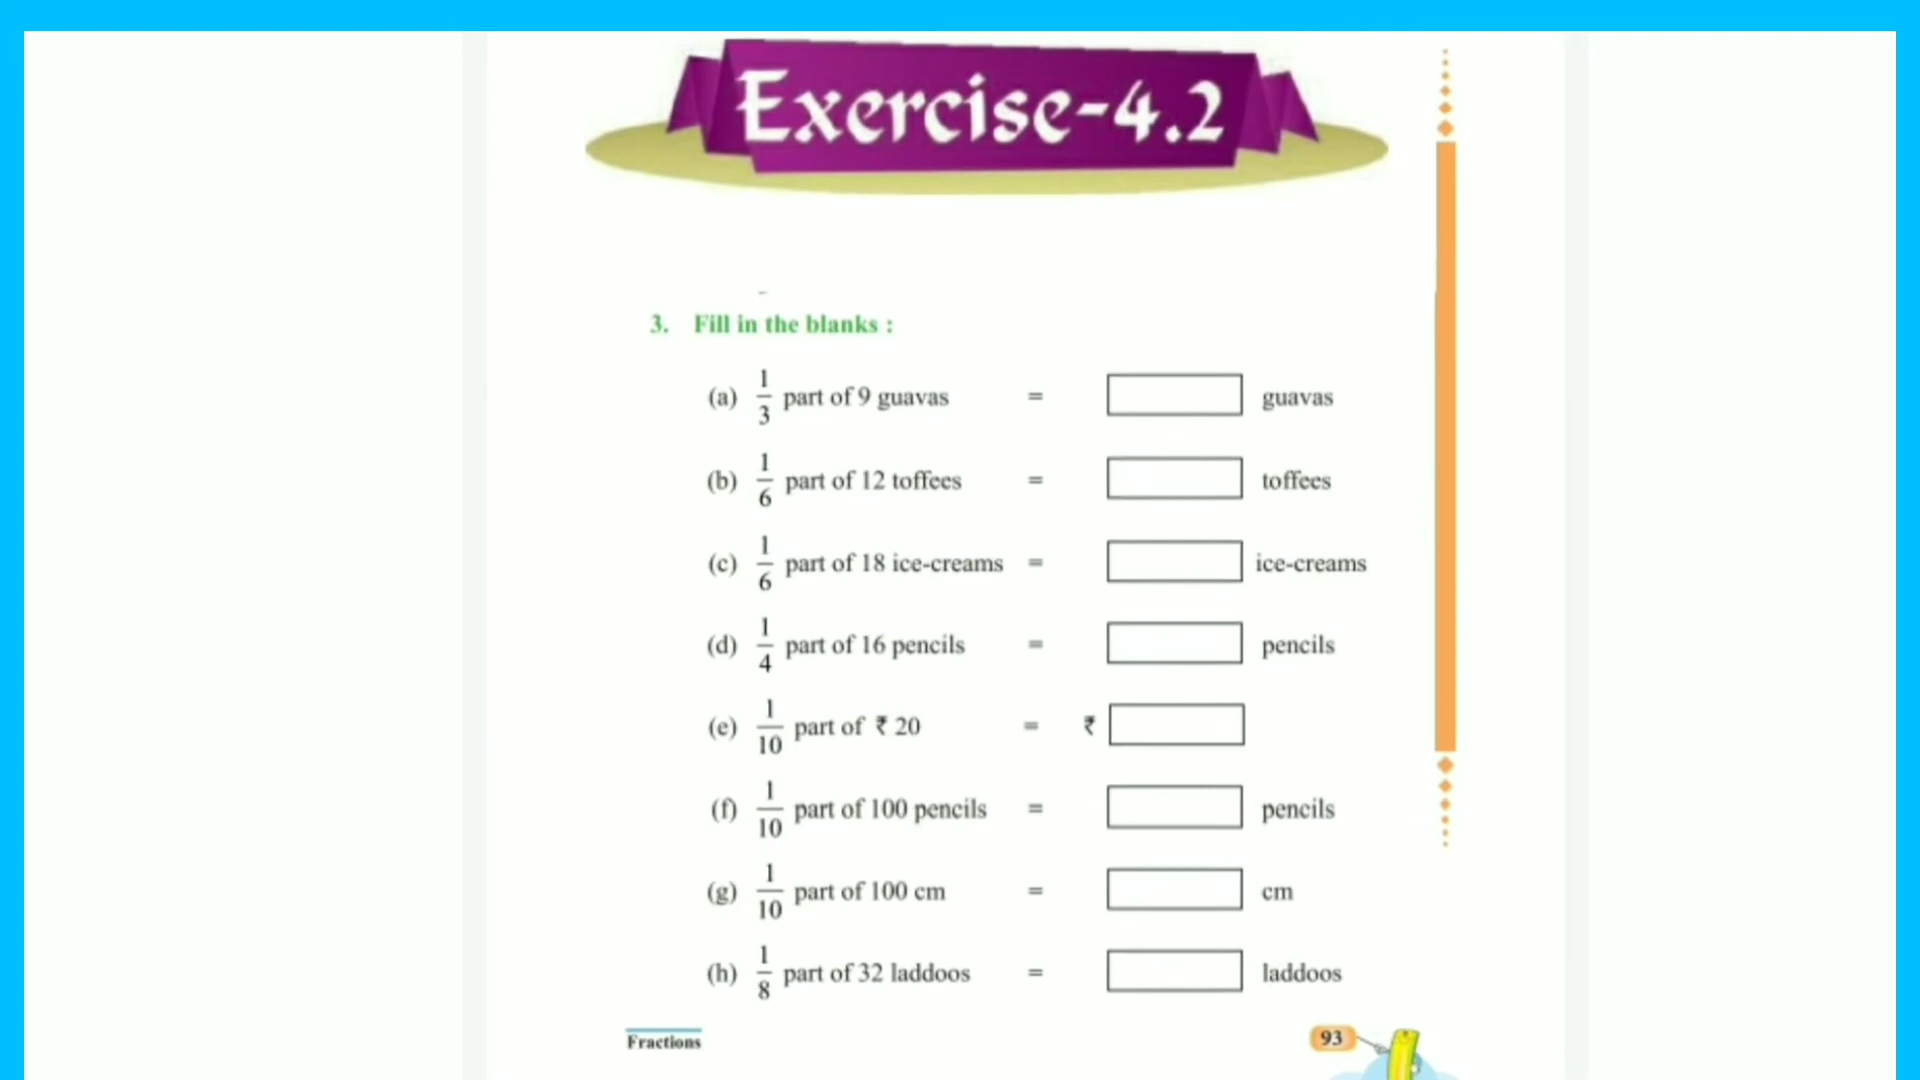 Exercise-4.2
3. Fill in the blanks :
(a) 1/3 part of 9 guavas = guavas
(b) 1/6 part of 12 toffees = toffees
(c) 1/6 part of 18 ice-creams = ice-creams
(d) 1/4 part of 16 pencils = pencils
(e) 1/10 part of ₹ 20 = ₹
(f) 1/10 part of 100 pencils = pencils
(g) 1/10 part of 100 cm = cm
(h) 1/8 part of 32 laddoos = laddoos
Fractions
93